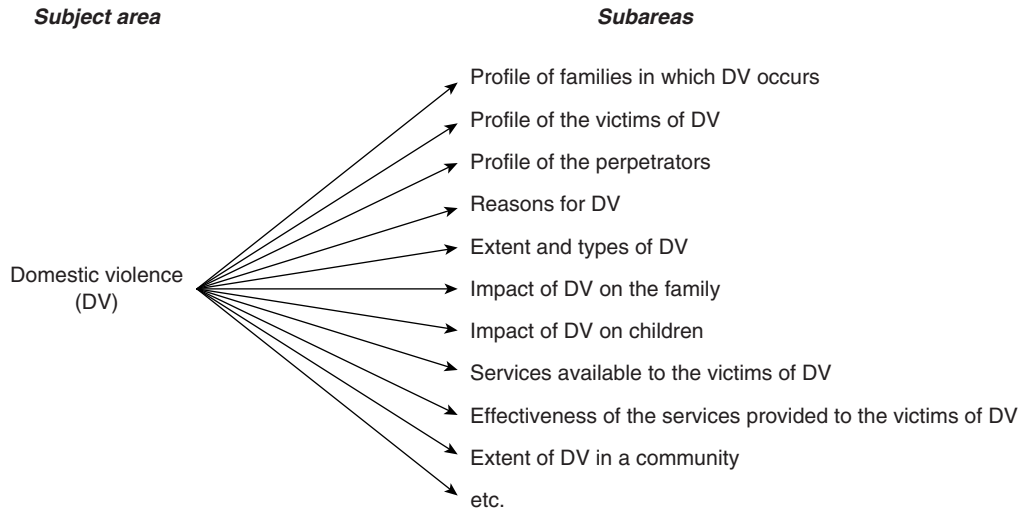 Subject area
Subareas
Profile of families in which DV occurs
Profile of the victims of DV
Profile of the perpetrators
Reasons for DV
Extent and types of DV
Domestic violence
(DV)
Impact of DV on the family
Impact of DV on children
Services available to the victims of DV
Effectiveness of the services provided to the victims of DV
Extent of DV in a community
etc.